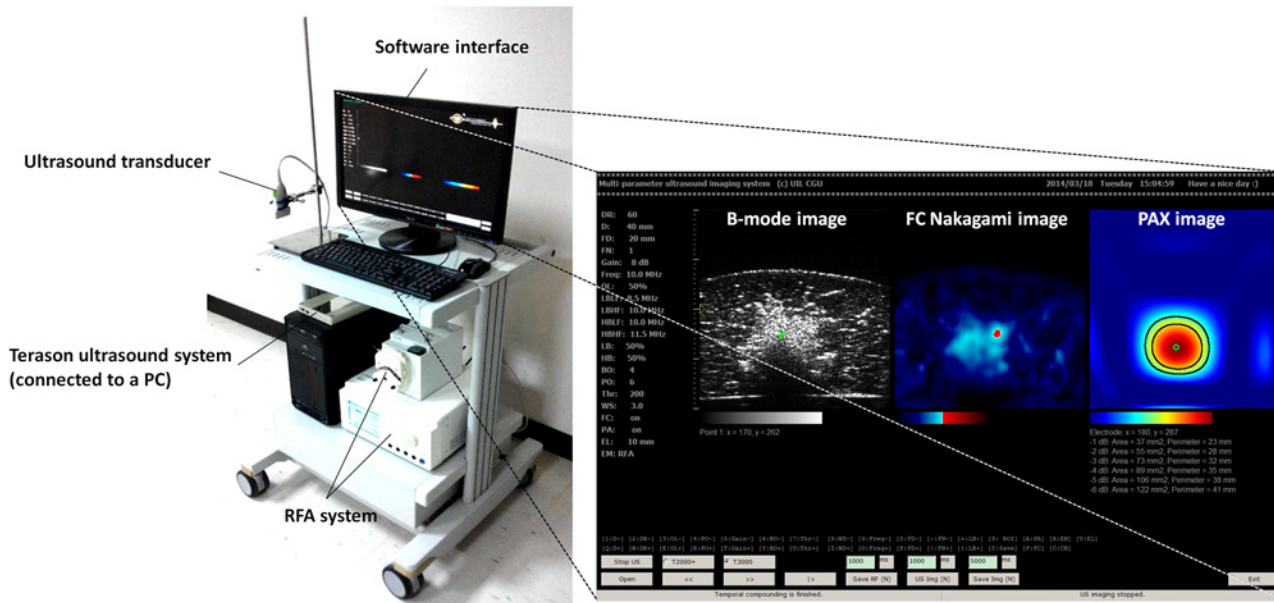 Software interface
Ultrasound transducer
Terason ultrasound system
(connected to a PC)
RFA system
Multi-parameter ultrasound imaging system (c) UIL CGU
2014/03/18 Tuesday 15:04:59 Have a nice day :)
DR: 60
D: 40 mm
FD: 20 mm
FN: 1
Gain: 8 dB
Freq: 10.0 MHz
OL: 50%
LBLF: 8.5 MHz
LBHF: 10.0 MHz
HBLF: 10.0 MHz
HBHF: 11.5 MHz
LB: 50%
HB: 50%
BO: 4
PO: 6
Thr: 200
WS: 3.0
FC: on
PA: on
EL: 10 mm
EM: RFA
B-mode image
FC Nakagami image
PAX image
Point 1: x = 170, y = 262
Electrode: x = 180, y = 287
-1 dB: Area = 37 mm2, Perimeter = 23 mm
-2 dB: Area = 55 mm2, Perimeter = 28 mm
-3 dB: Area = 73 mm2, Perimeter = 32 mm
-4 dB: Area = 89 mm2, Perimeter = 35 mm
-5 dB: Area = 106 mm2, Perimeter = 38 mm
-6 dB: Area = 122 mm2, Perimeter = 41 mm
Stop US
T2000+
T3000
1000 ms
1000 ms
5000 ms
Open
<<
>>
|>
Save RF (N)
US Img (N)
Save Img (N)
Exit
Temporal compounding is finished.
US imaging stopped.